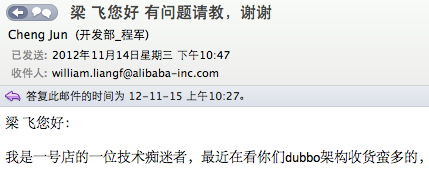 梁 飞您好 有问题请教，谢谢
Cheng Jun (开发部_程军)
已发送: 2012年11月14日星期三 下午10:47
收件人: william.liangf@alibaba-inc.com
答复此邮件的时间为 12-11-15 上午10:27。
梁 飞您好：
我是一号店的一位技术痴迷者，最近在看你们dubbo架构收货蛮多的，